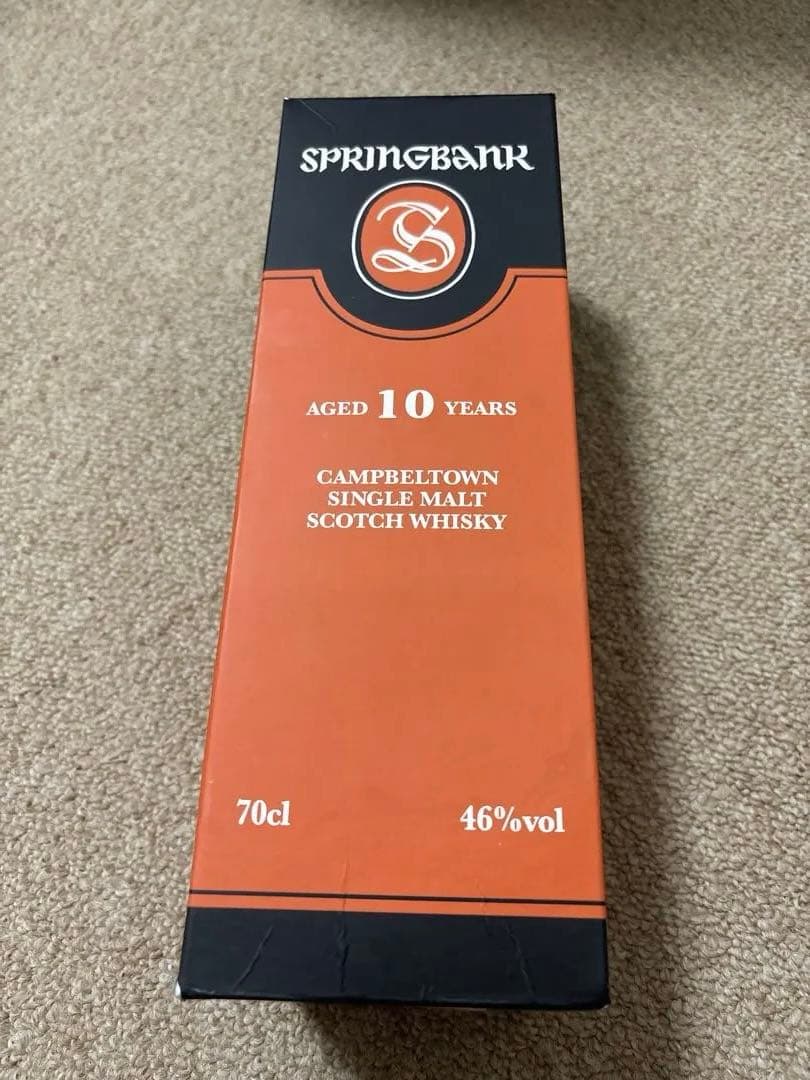 SPRINGBANK
S
AGED 10 YEARS
CAMPBELTOWN
SINGLE MALT
SCOTCH WHISKY
70cl 46%vol